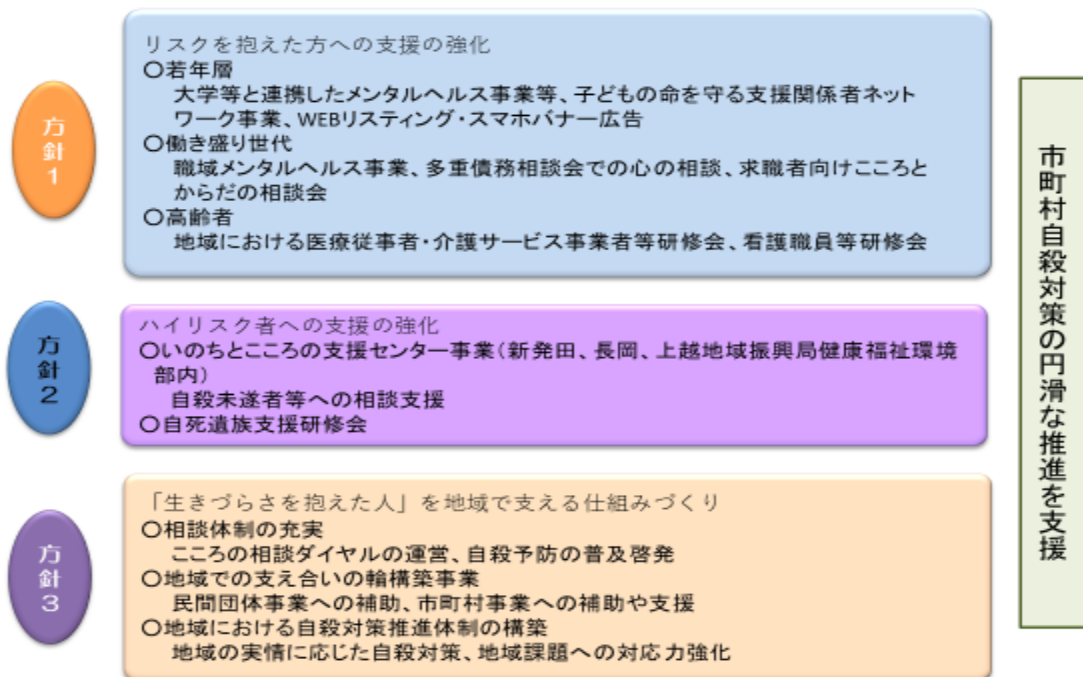 方針1
リスクを抱えた方への支援の強化
〇若年層
大学等と連携したメンタルヘルス事業等、子どもの命を守る支援関係者ネット
ワーク事業、WEBリスティング・スマホバナー広告
〇働き盛り世代
職域メンタルヘルス事業、多重債務相談会での心の相談、求職者向けこころと
からだの相談会
〇高齢者
地域における医療従事者・介護サービス事業者等研修会、看護職員等研修会
方針2
ハイリスク者への支援の強化
〇いのちとこころの支援センター事業(新発田、長岡、上越地域振興局健康福祉環境
部内)
自殺未遂者等への相談支援
〇自死遺族支援研修会
方針3
「生きづらさを抱えた人」を地域で支える仕組みづくり
〇相談体制の充実
こころの相談ダイヤルの運営、自殺予防の普及啓発
〇地域での支え合いの輪構築事業
民間団体事業への補助、市町村事業への補助や支援
〇地域における自殺対策推進体制の構築
地域の実情に応じた自殺対策、地域課題への対応力強化
市町村自殺対策の円滑な推進を支援